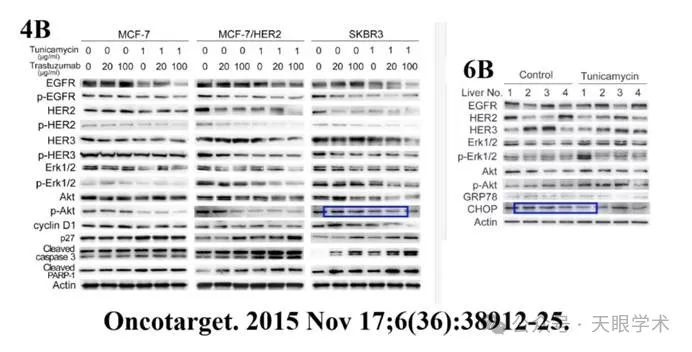 4B
MCF-7 MCF-7/HER2 SKBR3
Tunicamycin (μg/ml) 0 0 0 1 1 1 0 0 0 1 1 1 0 0 0 1 1 1
Trastuzumab (μg/ml) 0 20 100 0 20 100 0 20 100 0 20 100 0 20 100 0 20 100
EGFR
p-EGFR
HER2
p-HER2
HER3
p-HER3
Erk1/2
p-Erk1/2
Akt
p-Akt
cyclin D1
p27
Cleaved caspase 3
Cleaved PARP-1
Actin
6B
Control Tunicamycin
Liver No. 1 2 3 4 1 2 3 4
EGFR
HER2
HER3
Erk1/2
p-Erk1/2
Akt
p-Akt
GRP78
CHOP
Actin
Oncotarget. 2015 Nov 17;6(36):38912-25.
公众号 · 天眼学术